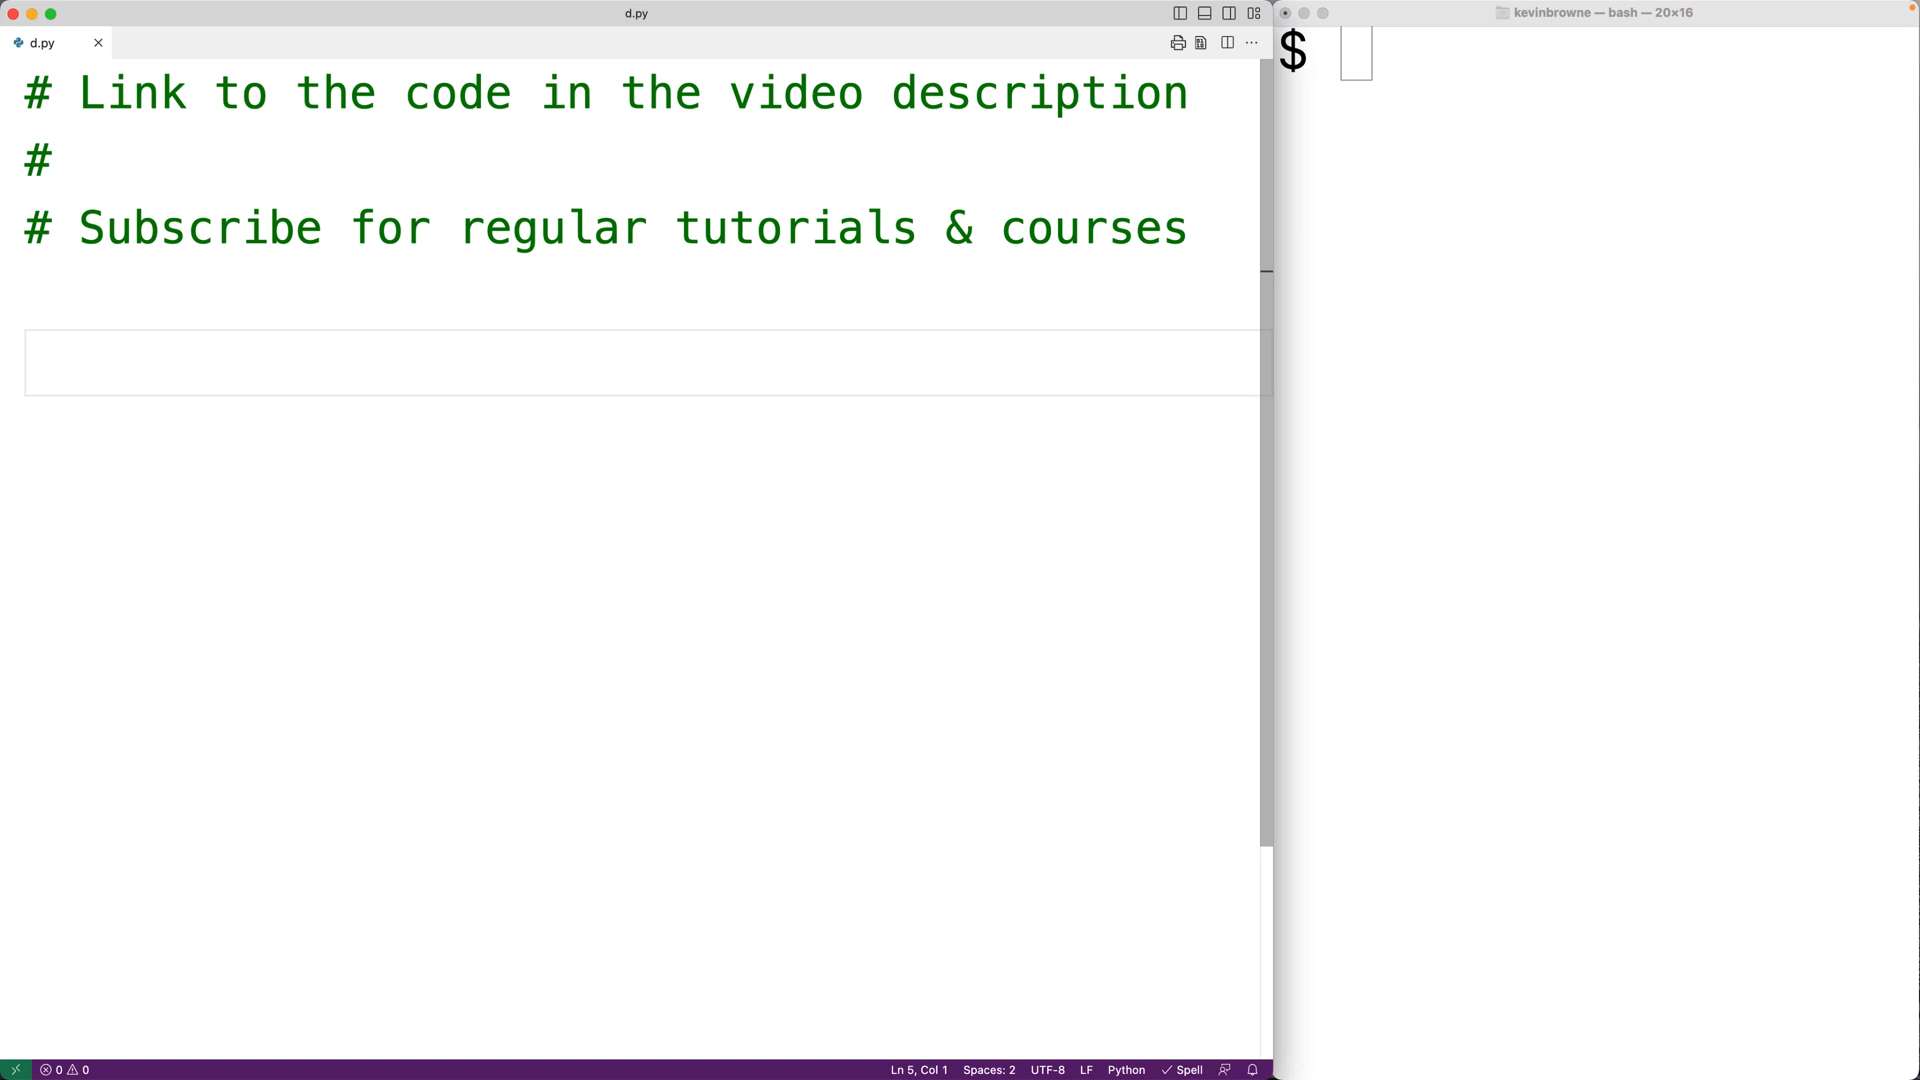 d.py
kevinbrowne — bash — 20×16
d.py
# Link to the code in the video description
#
# Subscribe for regular tutorials & courses
$
0 0 Ln 5, Col 1 Spaces: 2 UTF-8 LF Python Spell